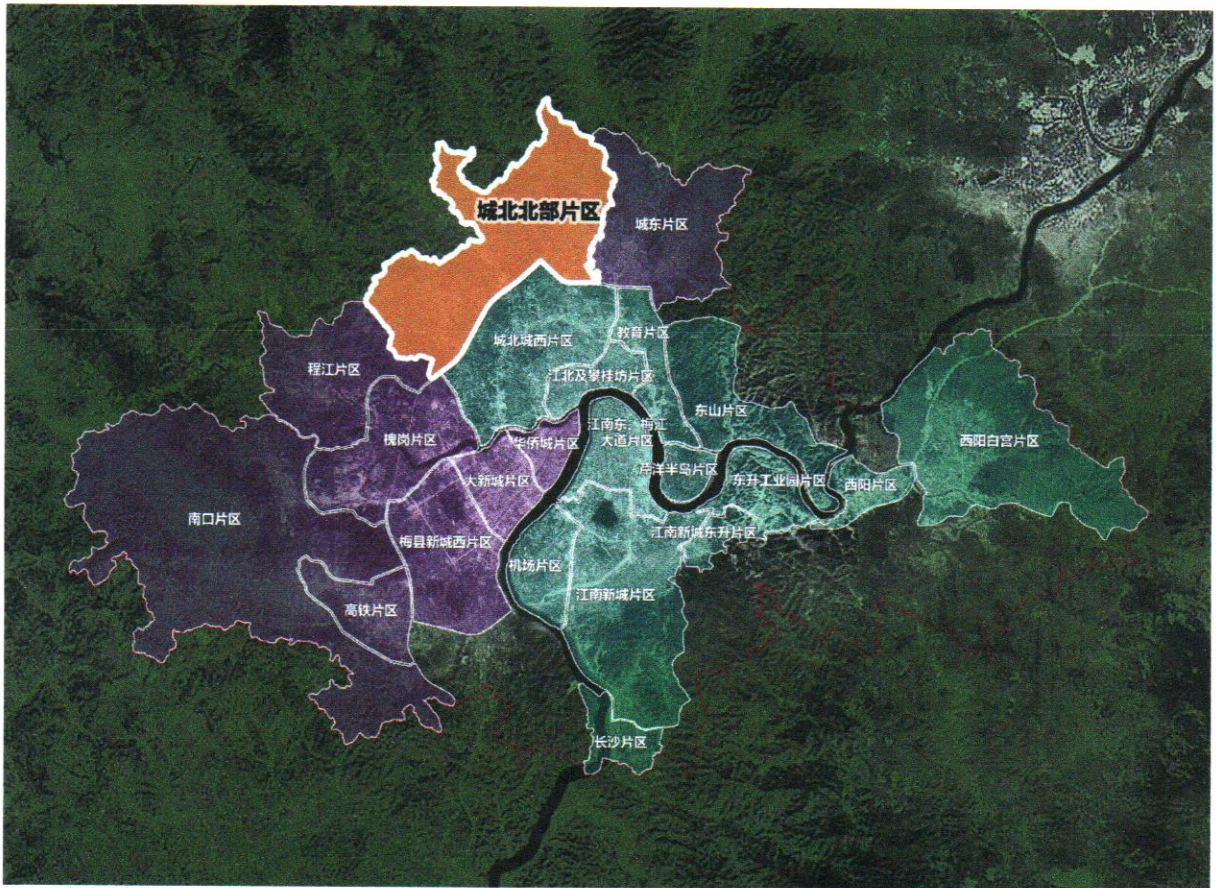 城北北部片区
城东片区
教育片区
城北城西片区
程江片区
江北及攀桂坊片区
东山片区
江南东、梅江
大道片区
槐岗片区
华侨城片区
西阳白宫片区
芹洋半岛片区
大新城片区
东升工业园片区
西阳片区
南口片区
江南新城东升片区
梅县新城西片区
机场片区
江南新城片区
高铁片区
长沙片区